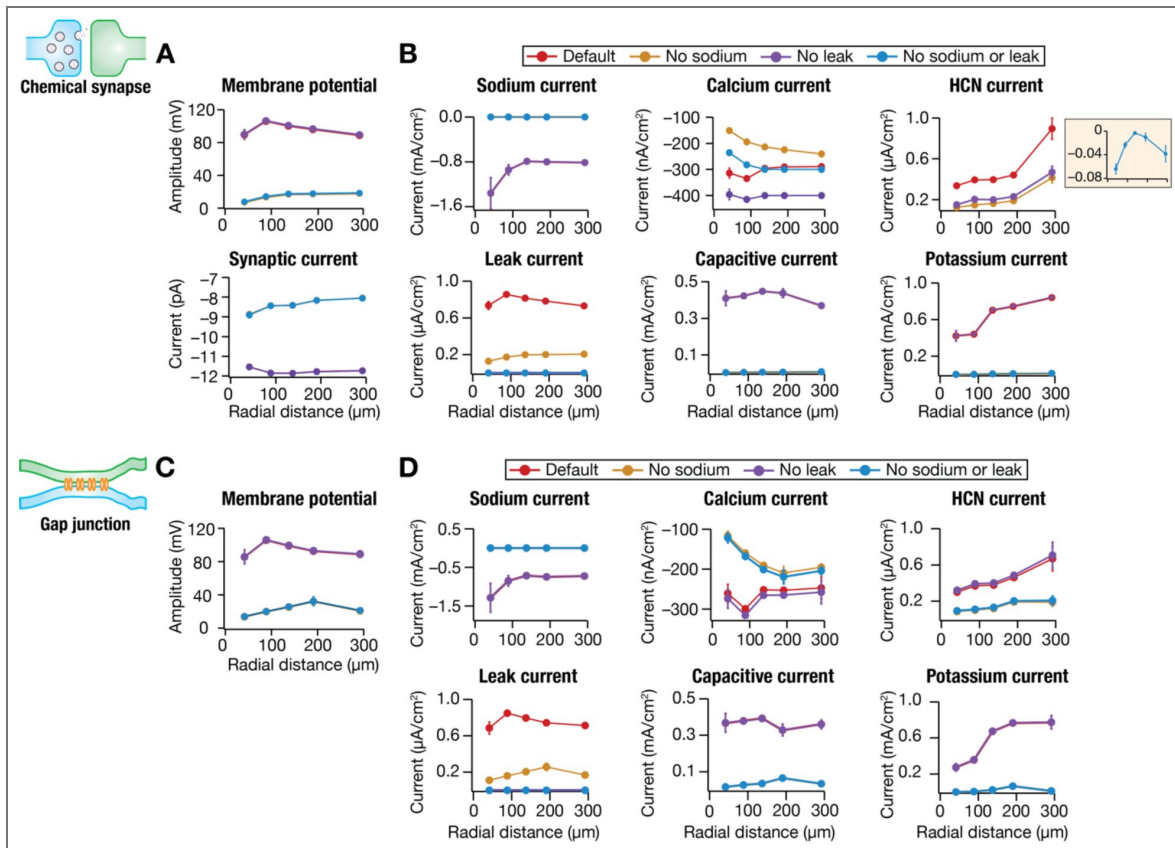 A
B
Chemical synapse
Default No sodium No leak No sodium or leak
Membrane potential
Amplitude (mV)
120
80
40
0
0 100 200 300
Sodium current
Current (mA/cm²)
0.0
−0.8
−1.6
0 100 200 300
µm
Calcium current
Current (nA/cm²)
−100
−200
−300
−400
0 100 200 300
µm
HCN current
Current (µA/cm²)
1.0
0.6
0.2
0 100 200 300
µm
0
−0.04
−0.08
Synaptic current
Current (pA)
−7
−8
−9
−10
−11
−12
0 100 200 300
Radial distance (µm)
Leak current
Current (µA/cm²)
1.0
0.6
0.2
0 100 200 300
Radial distance (µm)
Capacitive current
Current (mA/cm²)
0.5
0.3
0.1
0 100 200 300
Radial distance (µm)
Potassium current
Current (mA/cm²)
1.0
0.6
0.2
0 100 200 300
Radial distance (µm)
C
D
Gap junction
Default No sodium No leak No sodium or leak
Membrane potential
Amplitude (mV)
120
80
40
0
0 100 200 300
Radial distance (µm)
Sodium current
Current (mA/cm²)
0.5
0.0
−0.5
−1.5
0 100 200 300
Calcium current
Current (nA/cm²)
−100
−200
−300
0 100 200 300
HCN current
Current (µA/cm²)
1.0
0.6
0.2
0 100 200 300
Leak current
Current (µA/cm²)
1.0
0.6
0.2
0 100 200 300
Radial distance (µm)
Capacitive current
Current (mA/cm²)
0.5
0.3
0.1
0 100 200 300
Radial distance (µm)
Potassium current
Current (mA/cm²)
1.0
0.6
0.2
0 100 200 300
Radial distance (µm)